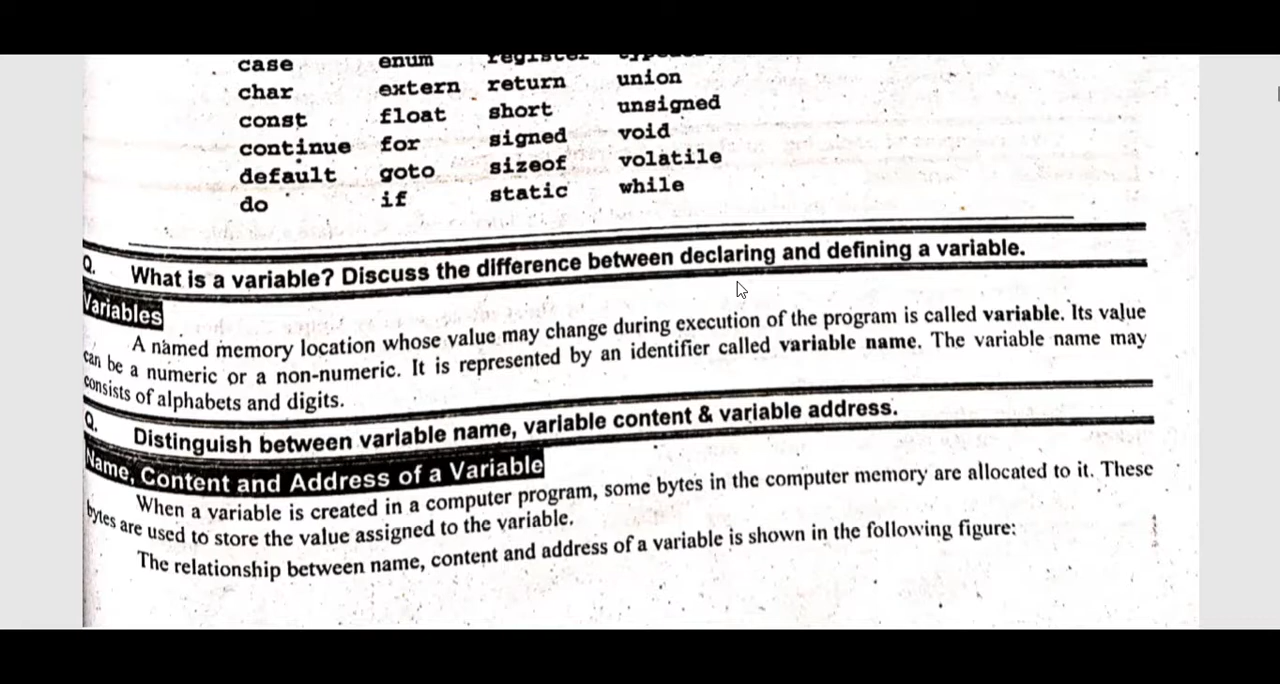 case enum register
char extern return union
const float short unsigned
continue for signed void
default goto sizeof volatile
do if static while
Q. What is a variable? Discuss the difference between declaring and defining a variable.
Variables
A named memory location whose value may change during execution of the program is called variable. Its value
can be a numeric or a non-numeric. It is represented by an identifier called variable name. The variable name may
consists of alphabets and digits.
Q. Distinguish between variable name, variable content & variable address.
Name, Content and Address of a Variable
When a variable is created in a computer program, some bytes in the computer memory are allocated to it. These
bytes are used to store the value assigned to the variable.
The relationship between name, content and address of a variable is shown in the following figure: